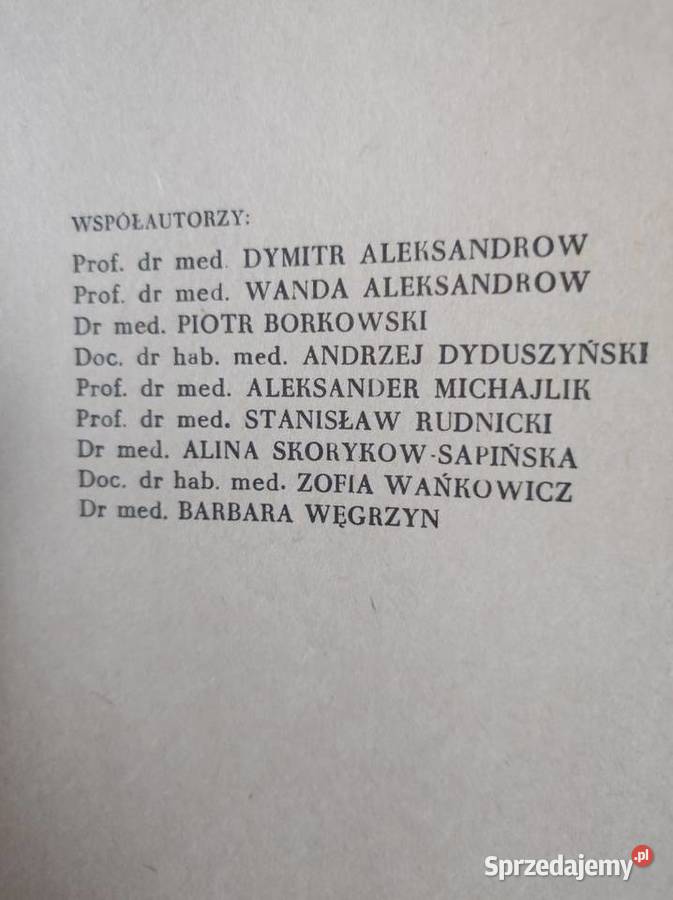 WSPÓŁAUTORZY:
Prof. dr med. DYMITR ALEKSANDROW
Prof. dr med. WANDA ALEKSANDROW
Dr med. PIOTR BORKOWSKI
Doc. dr hab. med. ANDRZEJ DYDUSZYŃSKI
Prof. dr med. ALEKSANDER MICHAJLIK
Prof. dr med. STANISŁAW RUDNICKI
Dr med. ALINA SKORYKOW-SAPIŃSKA
Doc. dr hab. med. ZOFIA WAŃKOWICZ
Dr med. BARBARA WĘGRZYN
Sprzedajemy.pl